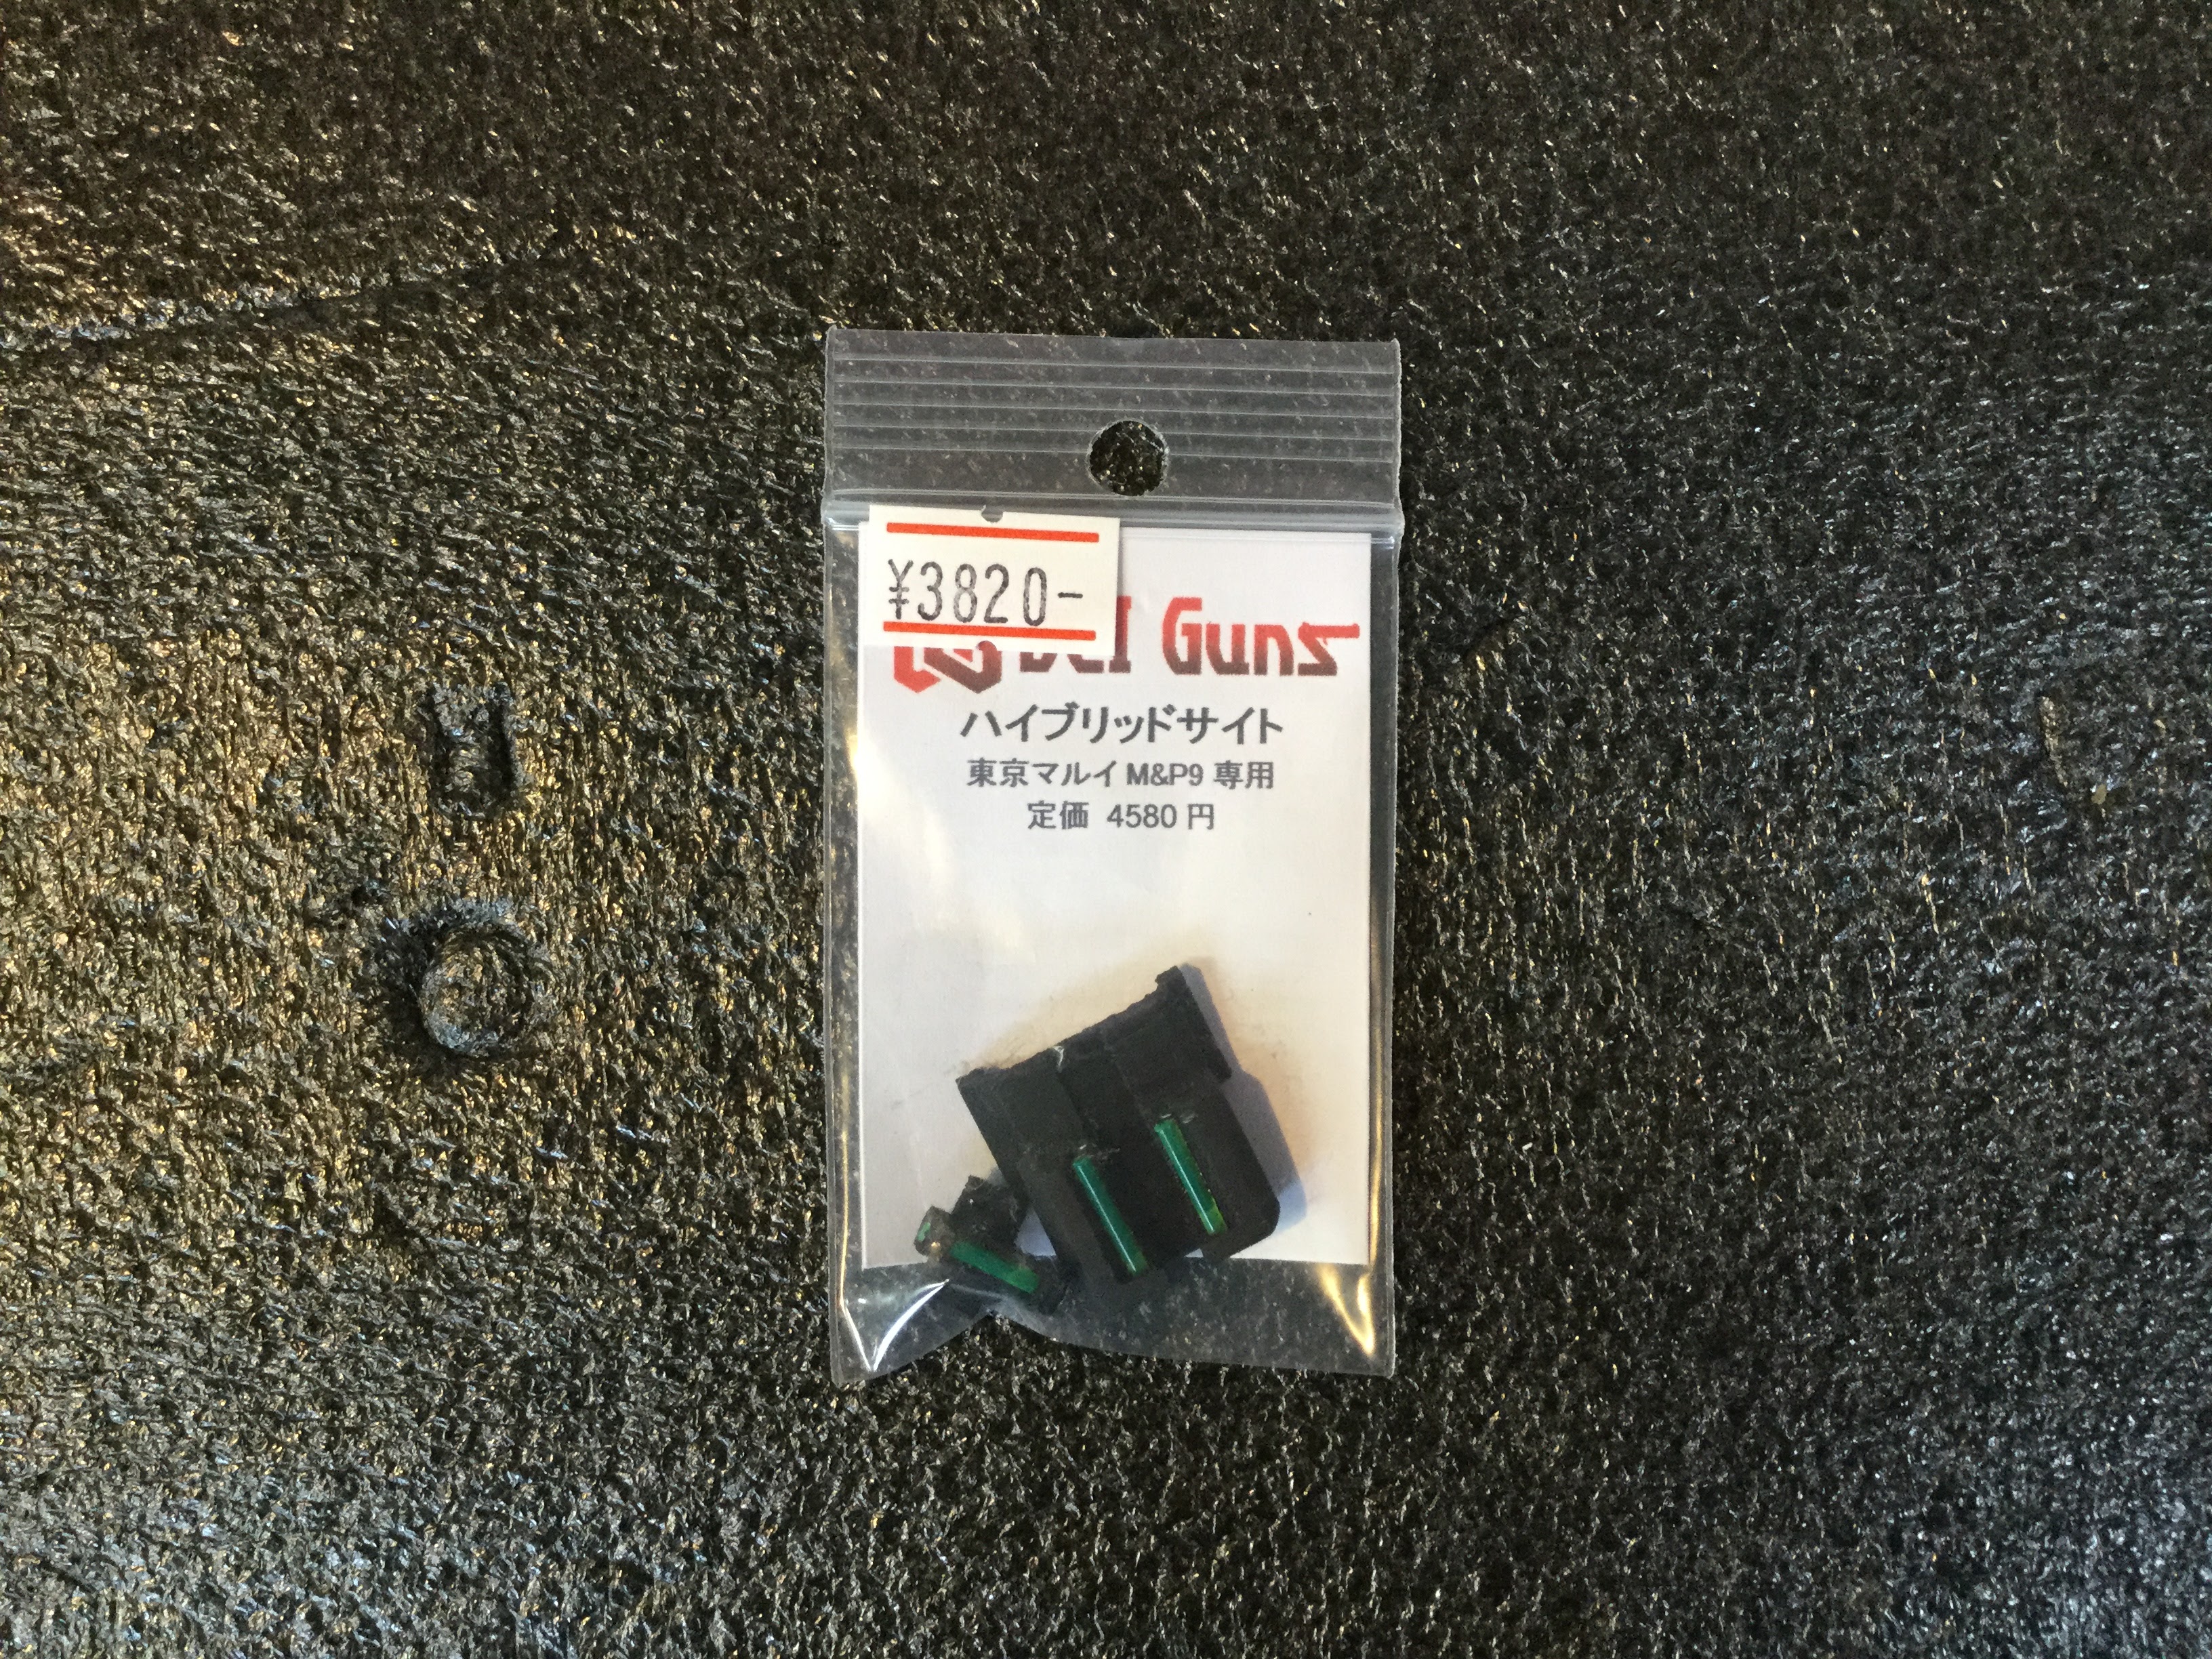 ¥3820-
DCI Guns
ハイブリッドサイト
東京マルイ M&P9 専用
定価 4580 円